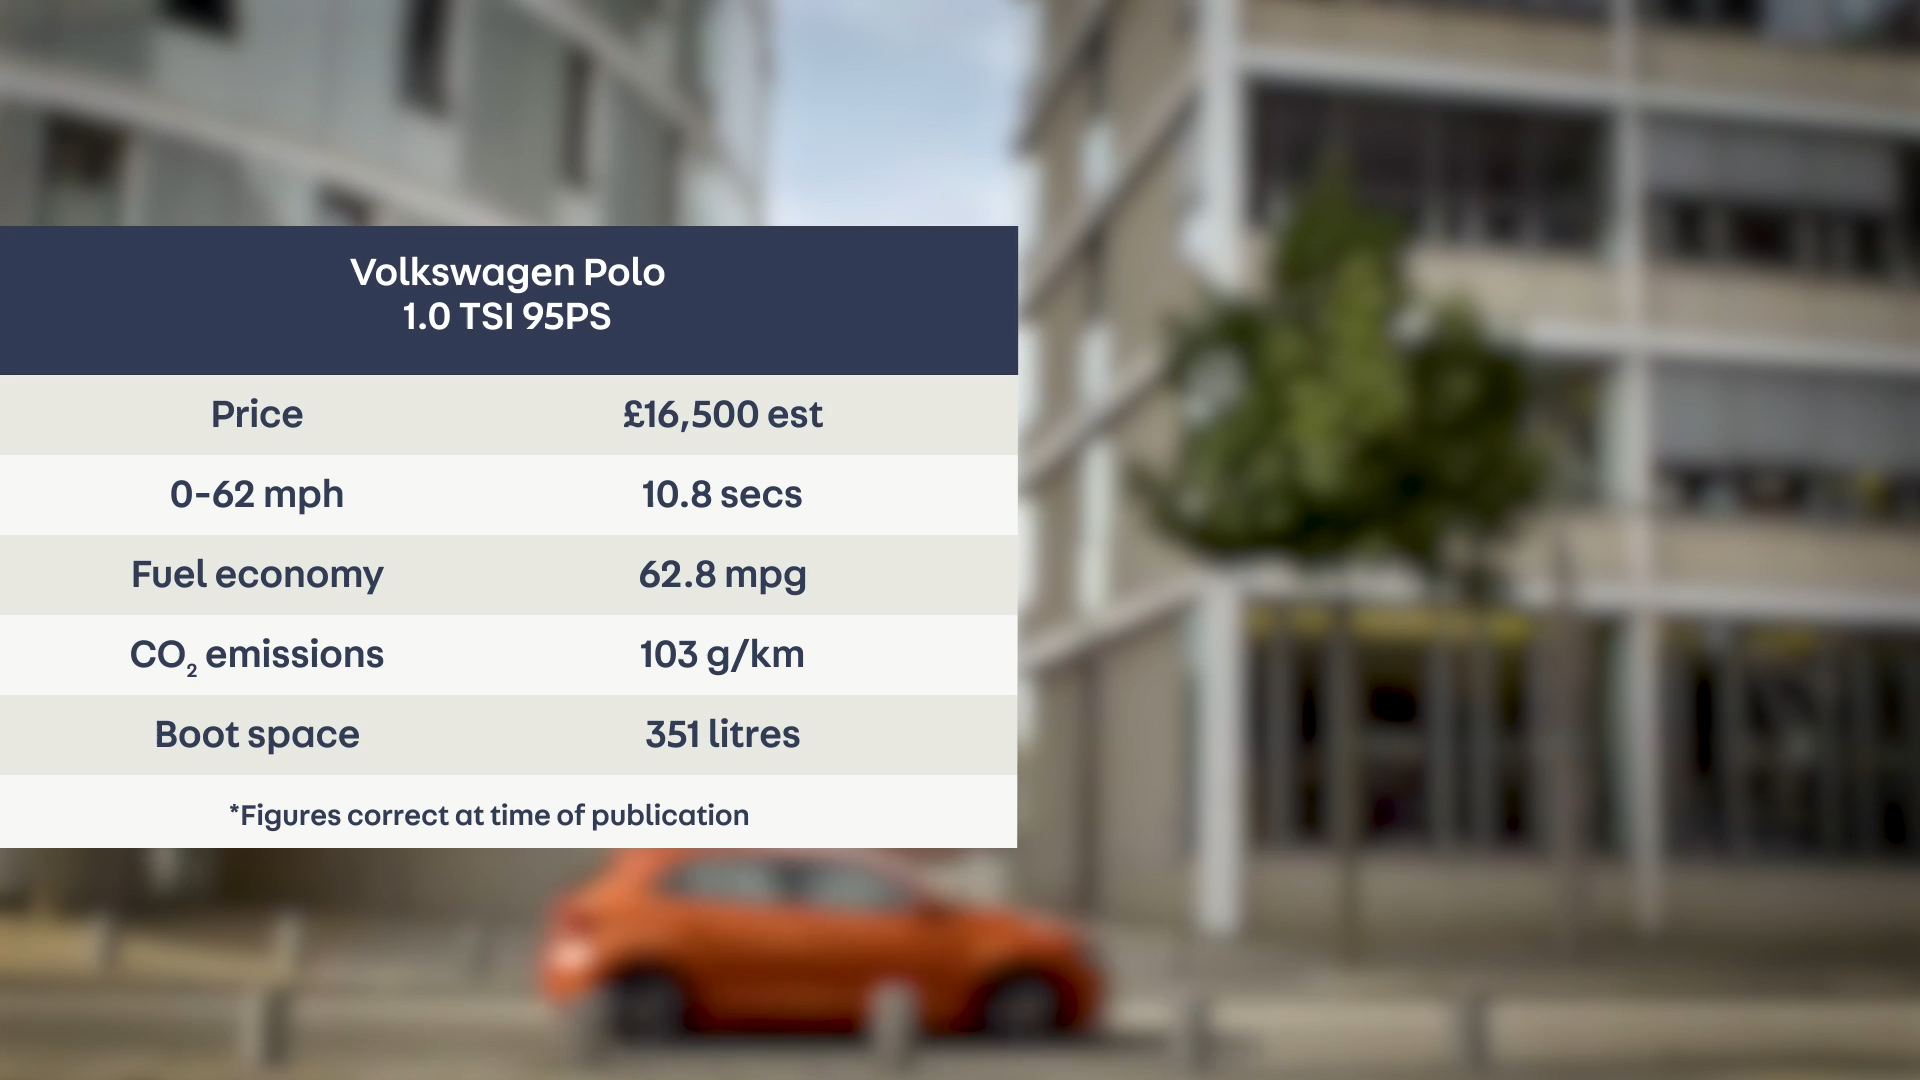 Volkswagen Polo
1.0 TSI 95PS
Price £16,500 est
0-62 mph 10.8 secs
Fuel economy 62.8 mpg
CO₂ emissions 103 g/km
Boot space 351 litres
*Figures correct at time of publication